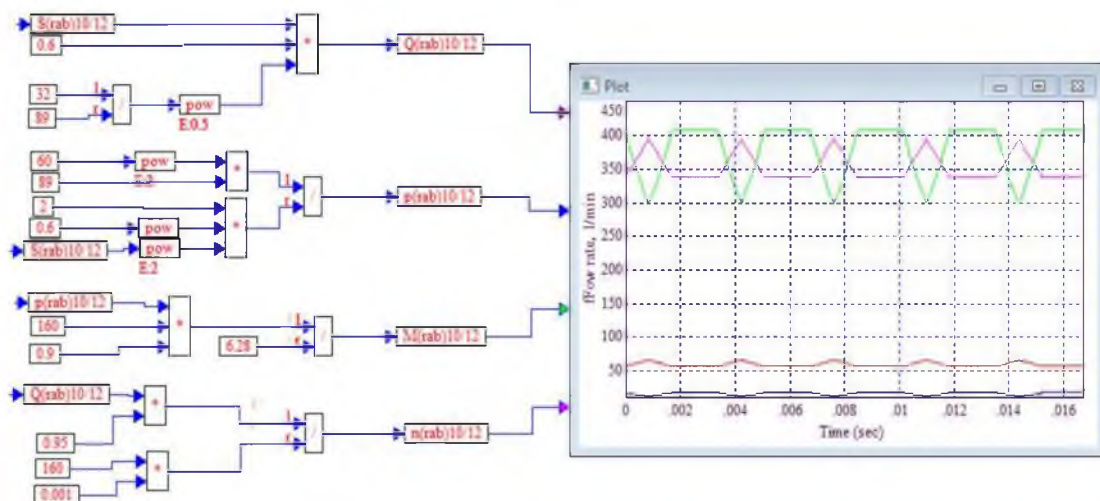 S(rab)10/12
0.6
*
Q(rab)10/12
32
89
l
r
/
pow
E:0.5
60
pow
E:2
89
*
l
r
/
p(rab)10/12
2
0.6
pow
*
S(rab)10/12
pow
E:2
p(rab)10/12
160
0.9
*
6.28
l
r
/
M(rab)10/12
Q(rab)10/12
0.95
*
160
0.001
*
l
r
/
n(rab)10/12
Plot
450
400
350
300
250
200
150
100
50
fFow rate, l/min
0 .002 .004 .006 .008 .01 .012 .014 .016
Time (sec)